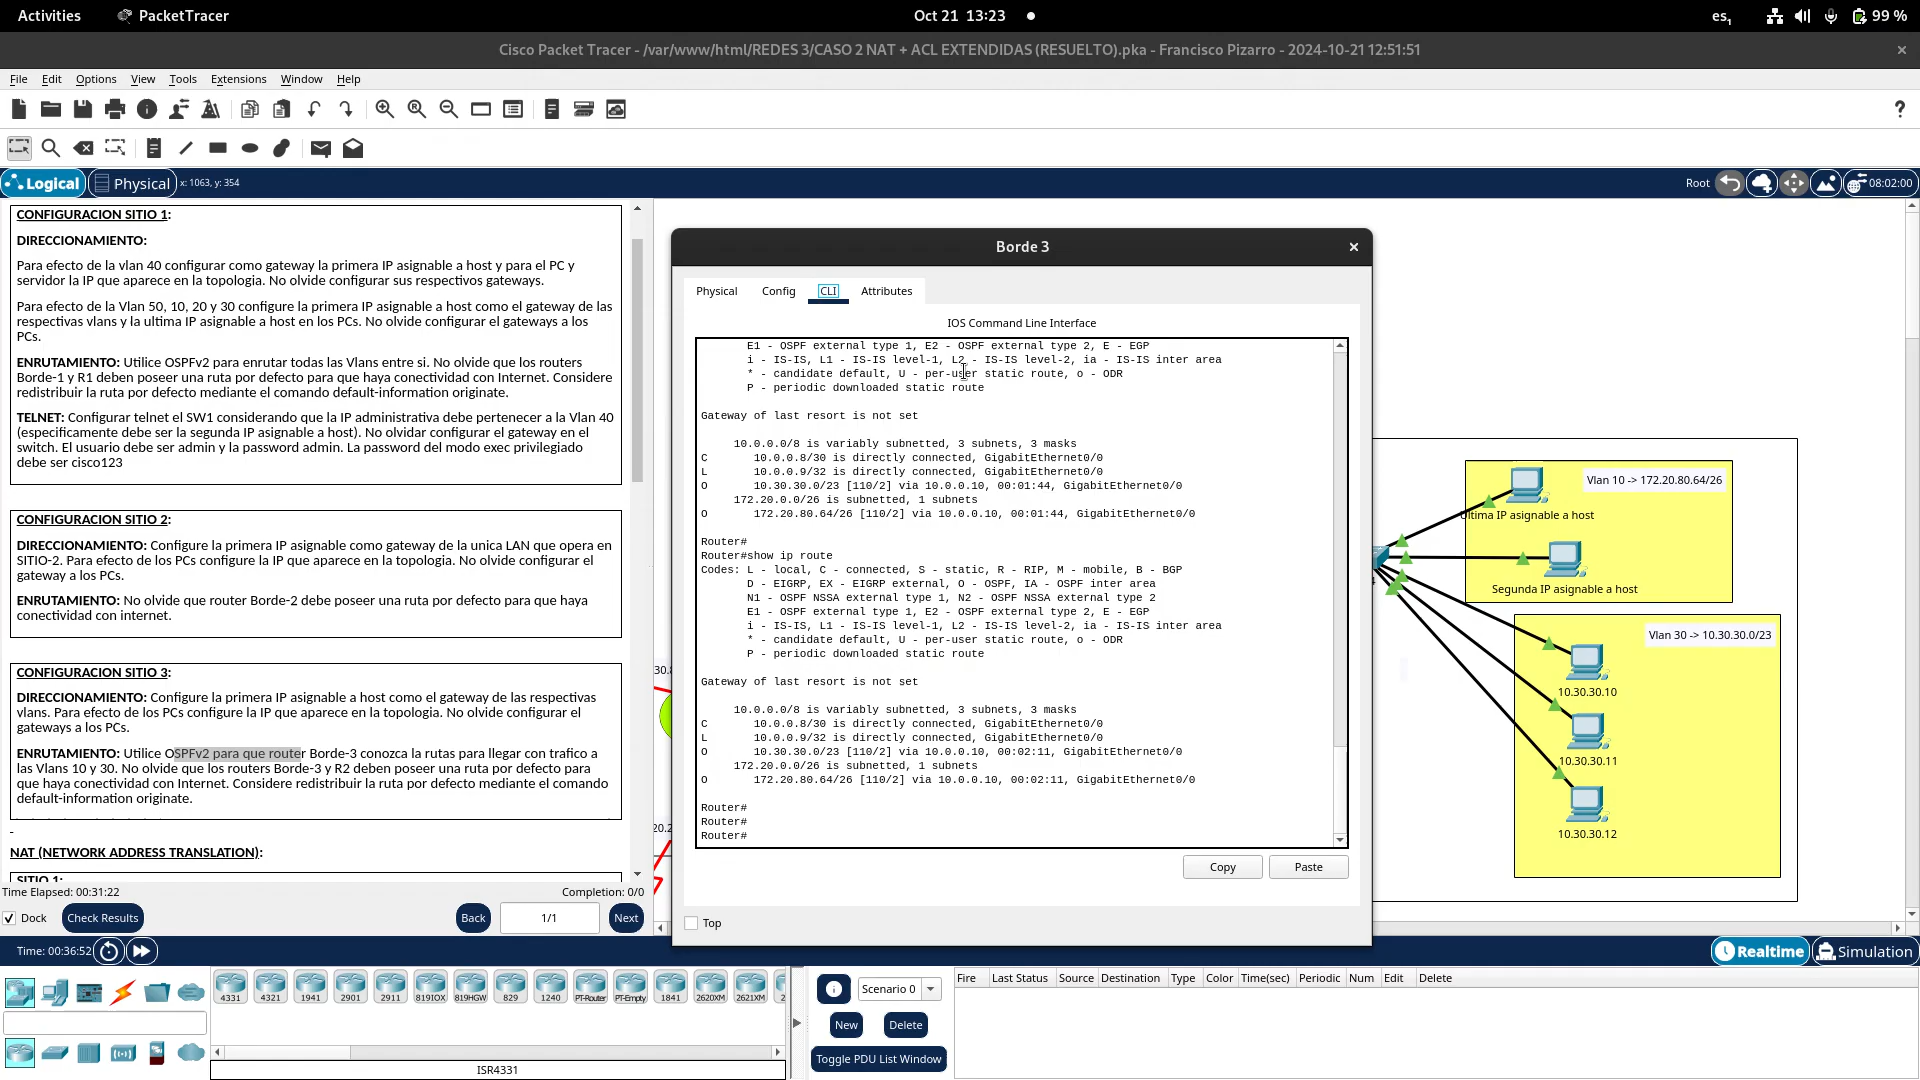 Activities
PacketTracer
Oct 21 13:23
es1
99 %
Cisco Packet Tracer - /var/www/html/REDES 3/CASO 2 NAT + ACL EXTENDIDAS (RESUELTO).pka - Francisco Pizarro - 2024-10-21 12:51:51
File Edit Options View Tools Extensions Window Help
Logical
Physical
x: 1063, y: 354
Root
08:02:00
CONFIGURACION SITIO 1:
DIRECCIONAMIENTO:
Para efecto de la vlan 40 configurar como gateway la primera IP asignable a host y para el PC y
servidor la IP que aparece en la topologia. No olvide configurar sus respectivos gateways.
Para efecto de la Vlan 50, 10, 20 y 30 configure la primera IP asignable a host como el gateway de las
respectivas vlans y la ultima IP asignable a host en los PCs. No olvide configurar el gateways a los
PCs.
ENRUTAMIENTO: Utilice OSPFv2 para enrutar todas las Vlans entre si. No olvide que los routers
Borde-1 y R1 deben poseer una ruta por defecto para que haya conectividad con Internet. Considere
redistribuir la ruta por defecto mediante el comando default-information originate.
TELNET: Configurar telnet el SW1 considerando que la IP administrativa debe pertenecer a la Vlan 40
(especificamente debe ser la segunda IP asignable a host). No olvidar configurar el gateway en el
switch. El usuario debe ser admin y la password admin. La password del modo exec privilegiado
debe ser cisco123
CONFIGURACION SITIO 2:
DIRECCIONAMIENTO: Configure la primera IP asignable como gateway de la unica LAN que opera en
SITIO-2. Para efecto de los PCs configure la IP que aparece en la topologia. No olvide configurar el
gateway a los PCs.
ENRUTAMIENTO: No olvide que router Borde-2 debe poseer una ruta por defecto para que haya
conectividad con internet.
CONFIGURACION SITIO 3:
DIRECCIONAMIENTO: Configure la primera IP asignable a host como el gateway de las respectivas
vlans. Para efecto de los PCs configure la IP que aparece en la topologia. No olvide configurar el
gateway a los PCs.
ENRUTAMIENTO: Utilice OSPFv2 para que router Borde-3 conozca la rutas para llegar con trafico a
las Vlans 10 y 30. No olvide que los routers Borde-3 y R2 deben poseer una ruta por defecto para
que haya conectividad con Internet. Considere redistribuir la ruta por defecto mediante el comando
default-information originate.
-
NAT (NETWORK ADDRESS TRANSLATION):
SITIO 1:
Time Elapsed: 00:31:22
Completion: 0/0
Dock
Check Results
Back
1/1
Next
Borde 3
Physical Config CLI Attributes
IOS Command Line Interface
E1 - OSPF external type 1, E2 - OSPF external type 2, E - EGP
i - IS-IS, L1 - IS-IS level-1, L2 - IS-IS level-2, ia - IS-IS inter area
* - candidate default, U - per-user static route, o - ODR
P - periodic downloaded static route
Gateway of last resort is not set
10.0.0.0/8 is variably subnetted, 3 subnets, 3 masks
C 10.0.0.8/30 is directly connected, GigabitEthernet0/0
L 10.0.0.9/32 is directly connected, GigabitEthernet0/0
O 10.30.30.0/23 [110/2] via 10.0.0.10, 00:01:44, GigabitEthernet0/0
172.20.0.0/26 is subnetted, 1 subnets
O 172.20.80.64/26 [110/2] via 10.0.0.10, 00:01:44, GigabitEthernet0/0
Router#
Router#show ip route
Codes: L - local, C - connected, S - static, R - RIP, M - mobile, B - BGP
D - EIGRP, EX - EIGRP external, O - OSPF, IA - OSPF inter area
N1 - OSPF NSSA external type 1, N2 - OSPF NSSA external type 2
E1 - OSPF external type 1, E2 - OSPF external type 2, E - EGP
i - IS-IS, L1 - IS-IS level-1, L2 - IS-IS level-2, ia - IS-IS inter area
* - candidate default, U - per-user static route, o - ODR
P - periodic downloaded static route
Gateway of last resort is not set
10.0.0.0/8 is variably subnetted, 3 subnets, 3 masks
C 10.0.0.8/30 is directly connected, GigabitEthernet0/0
L 10.0.0.9/32 is directly connected, GigabitEthernet0/0
O 10.30.30.0/23 [110/2] via 10.0.0.10, 00:02:11, GigabitEthernet0/0
172.20.0.0/26 is subnetted, 1 subnets
O 172.20.80.64/26 [110/2] via 10.0.0.10, 00:02:11, GigabitEthernet0/0
Router#
Router#
Router#
Copy
Paste
Top
30.8
20.2
Vlan 10 -> 172.20.80.64/26
Ultima IP asignable a host
Segunda IP asignable a host
Vlan 30 -> 10.30.30.0/23
10.30.30.10
10.30.30.11
10.30.30.12
Time: 00:36:52
Realtime
Simulation
4331 4321 1941 2901 2911 819IOX 819HGW 829 1240 PT-Router PT-Empty 1841 2620XM 2621XM 2
ISR4331
Scenario 0
New
Delete
Toggle PDU List Window
Fire Last Status Source Destination Type Color Time(sec) Periodic Num Edit Delete